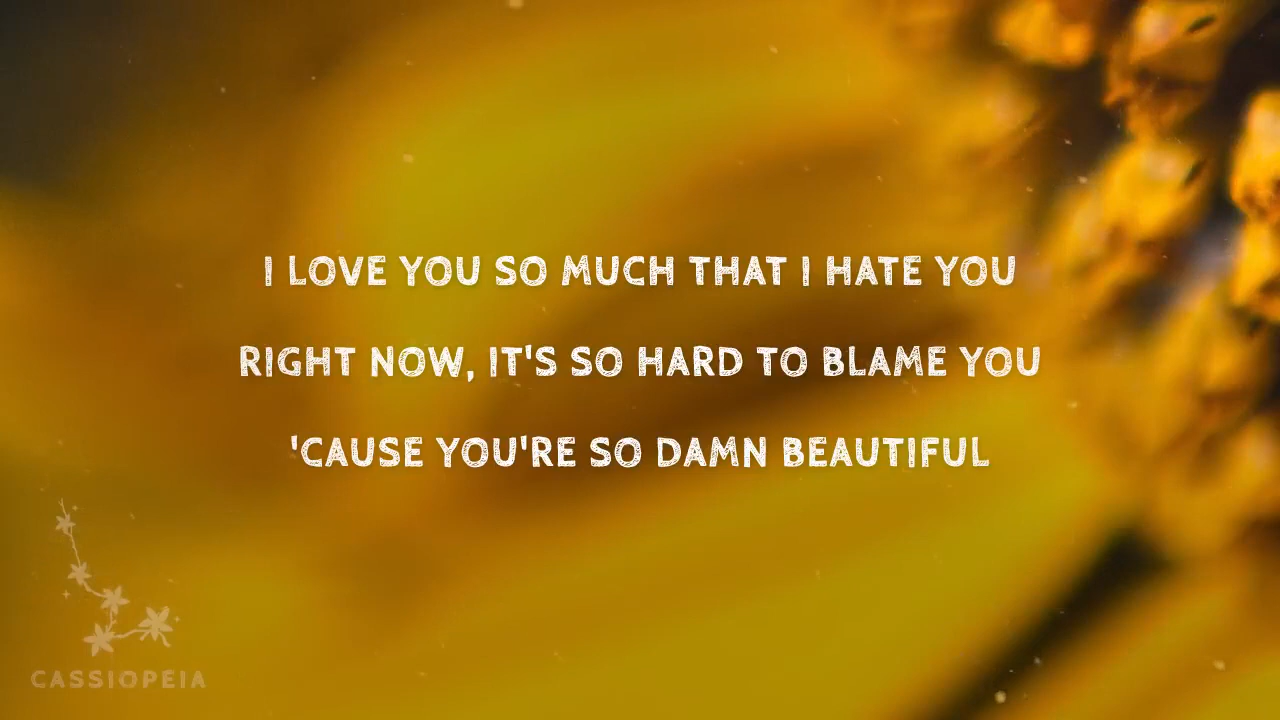 I LOVE YOU SO MUCH THAT I HATE YOU
RIGHT NOW, IT'S SO HARD TO BLAME YOU
'CAUSE YOU'RE SO DAMN BEAUTIFUL
CASSIOPEIA